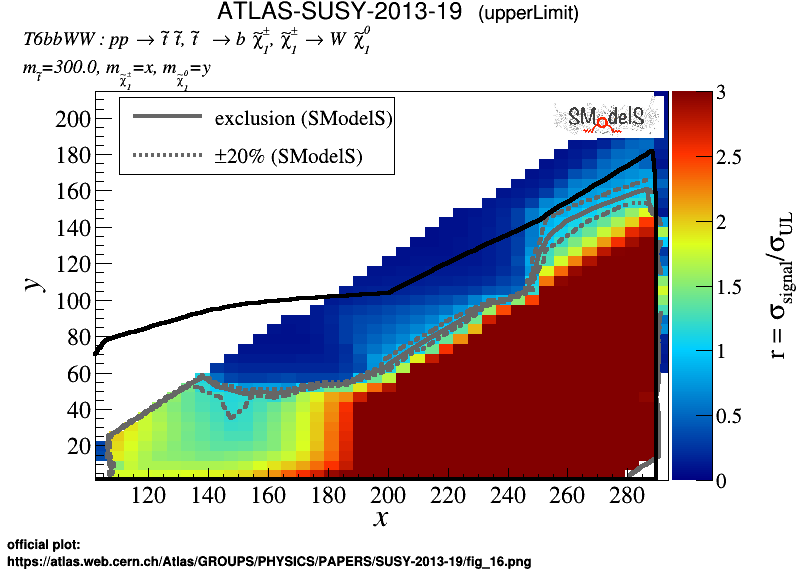 ATLAS-SUSY-2013-19 (upperLimit)
T6bbWW : pp → t̃ t̃, t̃ → b χ̃₁±, χ̃₁± → W χ̃₁⁰
m_t̃=300.0, m_χ̃₁±=x, m_χ̃₁⁰=y
exclusion (SModelS)
±20% (SModelS)
SModelS
200
180
160
140
120
100
80
60
40
20
y
120 140 160 180 200 220 240 260 280
x
3
2.5
2
1.5
1
0.5
0
r = σ_signal/σ_UL
official plot:
https://atlas.web.cern.ch/Atlas/GROUPS/PHYSICS/PAPERS/SUSY-2013-19/fig_16.png